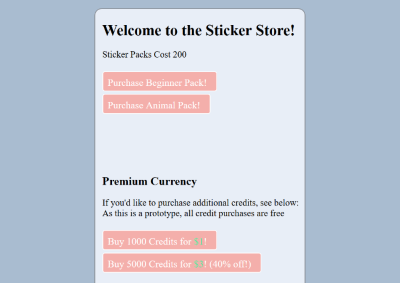 Welcome to the Sticker Store!
Sticker Packs Cost 200
Purchase Beginner Pack!
Purchase Animal Pack!
Premium Currency
If you'd like to purchase additional credits, see below:
As this is a prototype, all credit purchases are free
Buy 1000 Credits for !
Buy 5000 Credits for ! (40% off!)